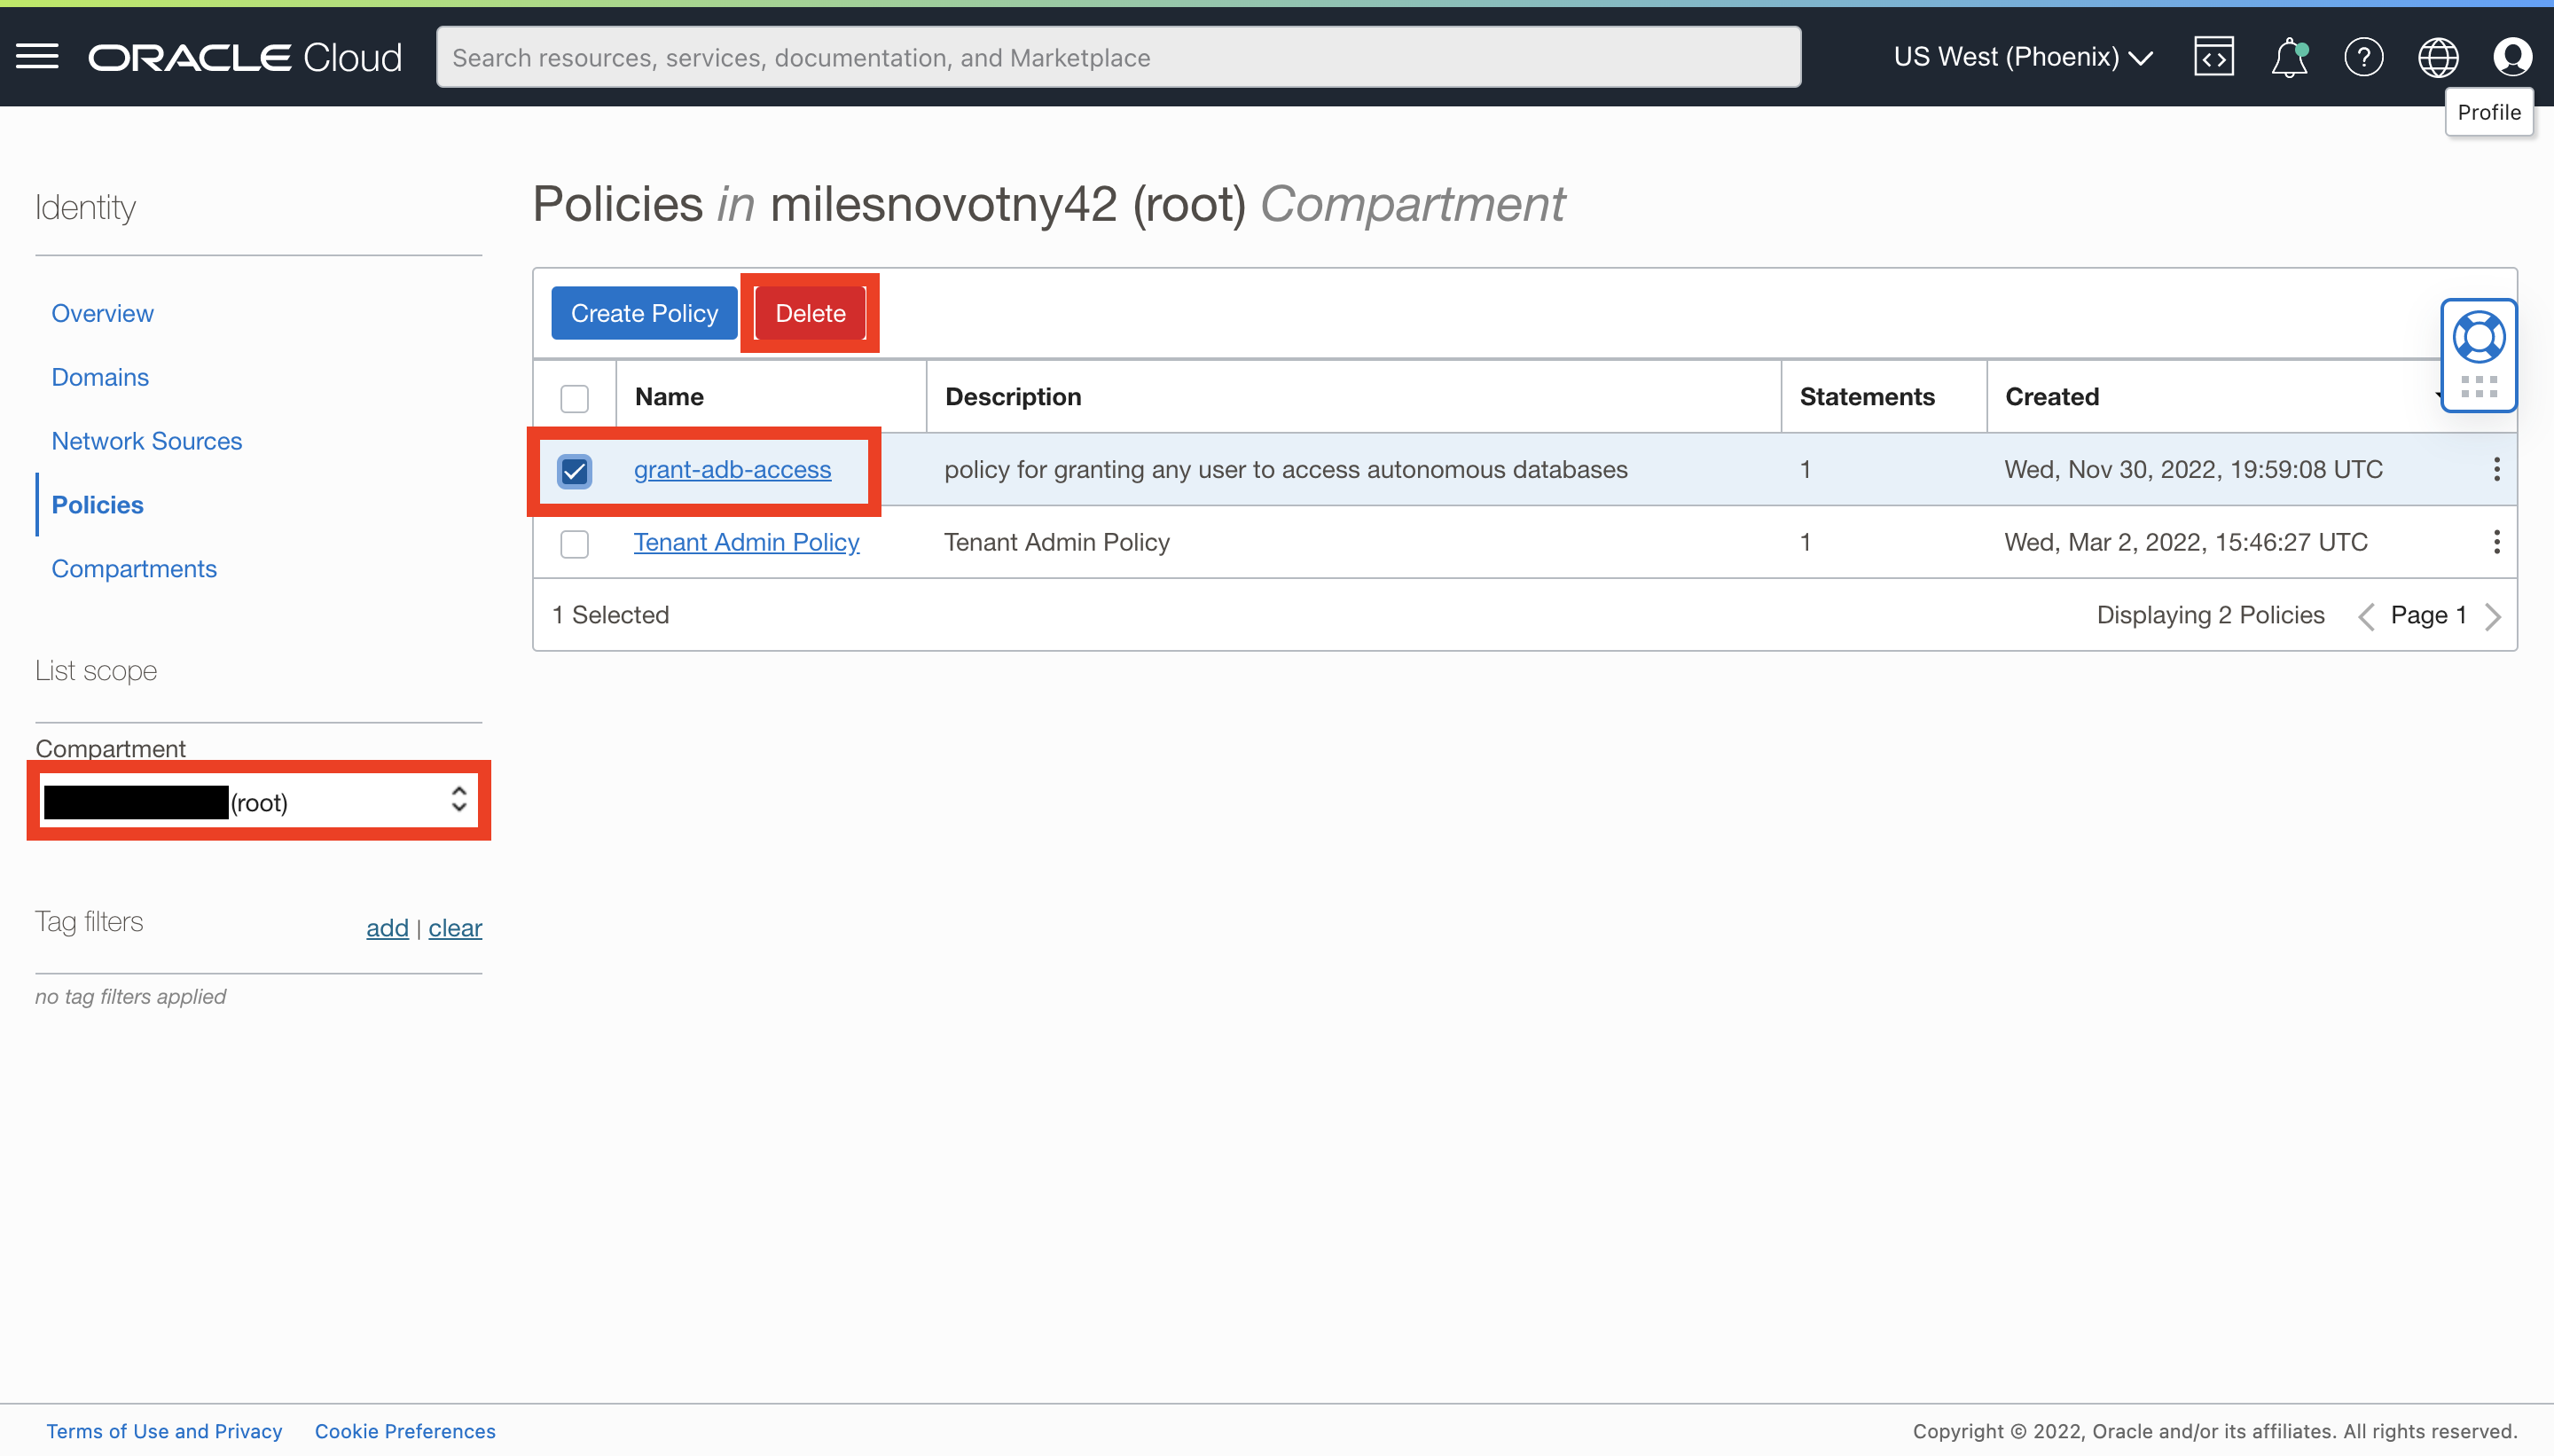 ORACLE Cloud
Search resources, services, documentation, and Marketplace
US West (Phoenix)
Profile
Identity
Overview
Domains
Network Sources
Policies
Compartments
List scope
Compartment
(root)
Tag filters
add | clear
no tag filters applied
Policies in milesnovotny42 (root) Compartment
Create Policy Delete
Name Description Statements Created
grant-adb-access policy for granting any user to access autonomous databases 1 Wed, Nov 30, 2022, 19:59:08 UTC
Tenant Admin Policy Tenant Admin Policy 1 Wed, Mar 2, 2022, 15:46:27 UTC
1 Selected Displaying 2 Policies Page 1
Terms of Use and Privacy Cookie Preferences Copyright © 2022, Oracle and/or its affiliates. All rights reserved.